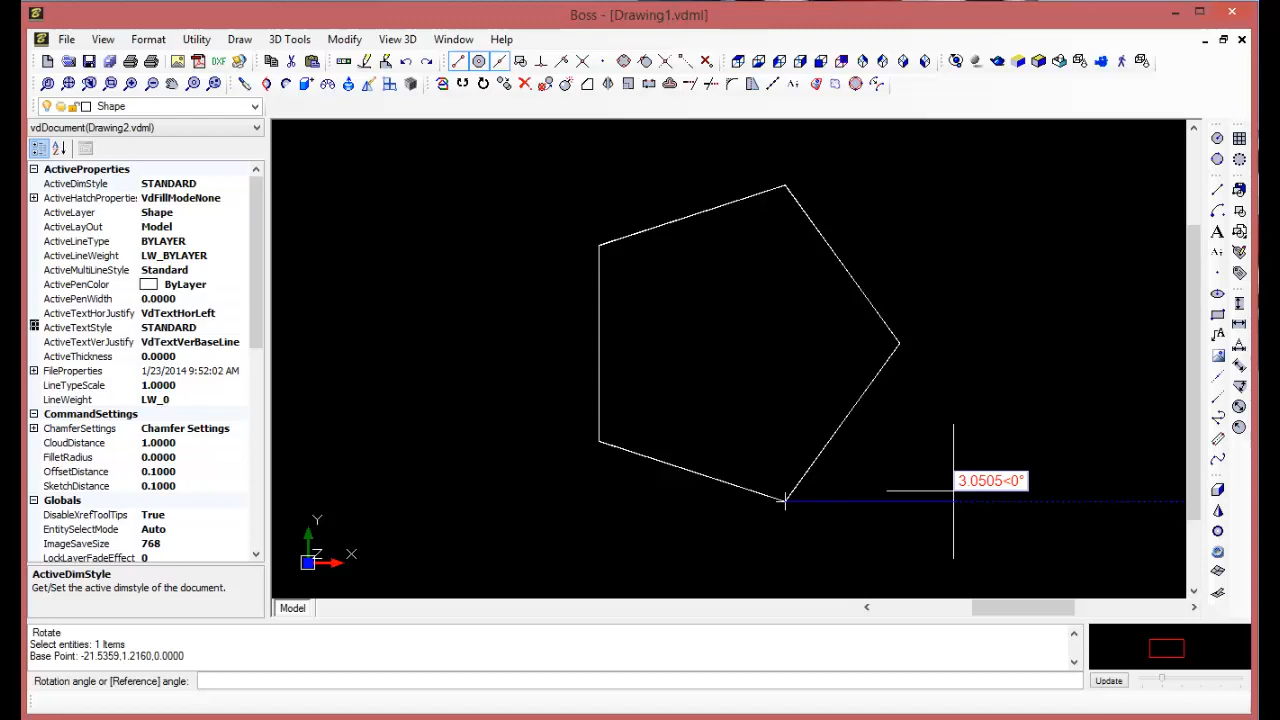 Boss - [Drawing1.vdml]
File View Format Utility Draw 3D Tools Modify View 3D Window Help
DXF
Shape
vdDocument(Drawing2.vdml)
ActiveProperties
ActiveDimStyle STANDARD
ActiveHatchProperties VdFillModeNone
ActiveLayer Shape
ActiveLayOut Model
ActiveLineType BYLAYER
ActiveLineWeight LW_BYLAYER
ActiveMultiLineStyle Standard
ActivePenColor ByLayer
ActivePenWidth 0.0000
ActiveTextHorJustify VdTextHorLeft
ActiveTextStyle STANDARD
ActiveTextVerJustify VdTextVerBaseLine
ActiveThickness 0.0000
FileProperties 1/23/2014 9:52:02 AM
LineTypeScale 1.0000
LineWeight LW_0
CommandSettings
ChamferSettings Chamfer Settings
CloudDistance 1.0000
FilletRadius 0.0000
OffsetDistance 0.1000
SketchDistance 0.1000
Globals
DisableXrefToolTips True
EntitySelectMode Auto
ImageSaveSize 768
LockLayerFadeEffect 0
ActiveDimStyle
Get/Set the active dimstyle of the document.
3.0505<0°
Y
Z X
Model
Rotate
Select entities: 1 Items
Base Point: -21.5359,1.2160,0.0000
Rotation angle or [Reference] angle:
Update